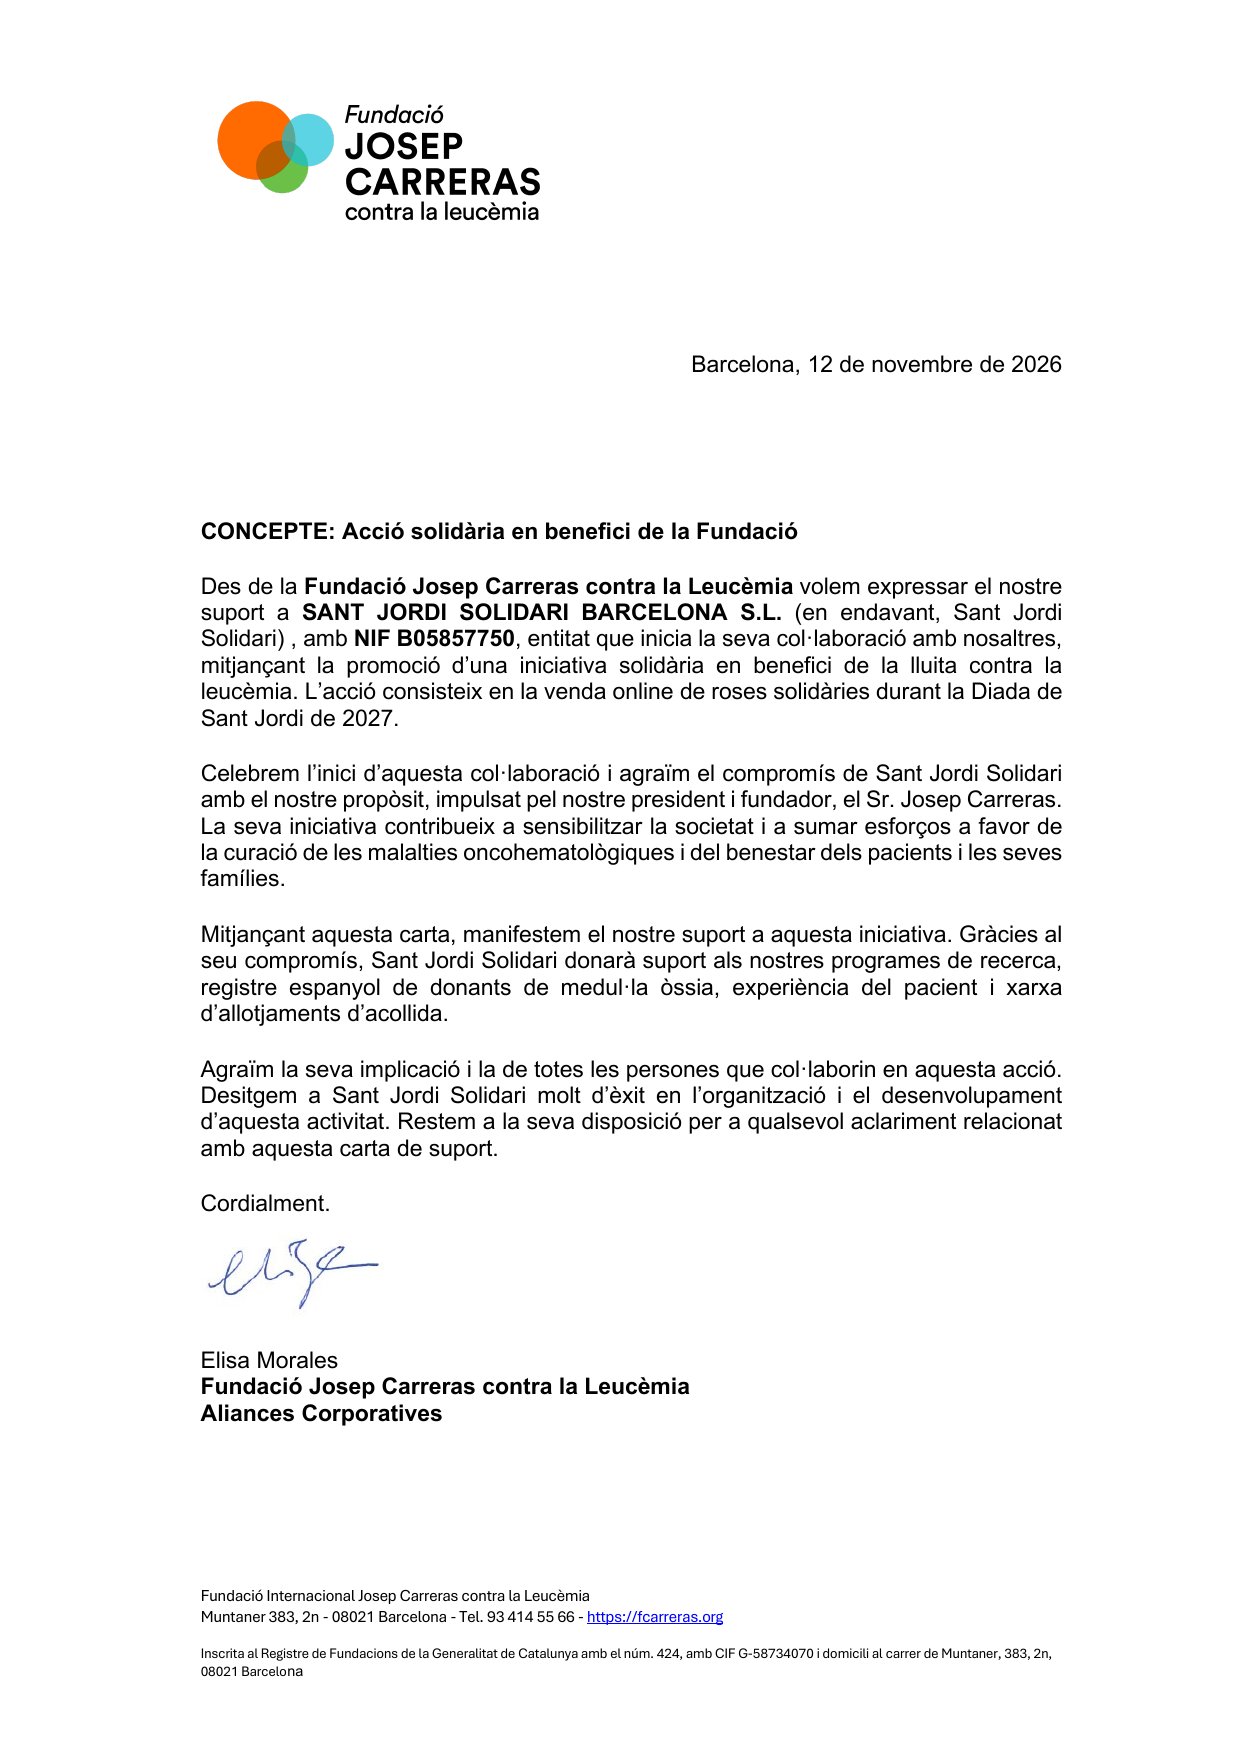 Fundació
JOSEP
CARRERAS
contra la leucèmia
Barcelona, 12 de novembre de 2026
CONCEPTE: Acció solidària en benefici de la Fundació
Des de la Fundació Josep Carreras contra la Leucèmia volem expressar el nostre
suport a SANT JORDI SOLIDARI BARCELONA S.L. (en endavant, Sant Jordi
Solidari) , amb NIF B05857750, entitat que inicia la seva col·laboració amb nosaltres,
mitjançant la promoció d’una iniciativa solidària en benefici de la lluita contra la
leucèmia. L’acció consisteix en la venda online de roses solidàries durant la Diada de
Sant Jordi de 2027.
Celebrem l’inici d’aquesta col·laboració i agraïm el compromís de Sant Jordi Solidari
amb el nostre propòsit, impulsat pel nostre president i fundador, el Sr. Josep Carreras.
La seva iniciativa contribueix a sensibilitzar la societat i a sumar esforços a favor de
la curació de les malalties oncohematològiques i del benestar dels pacients i les seves
famílies.
Mitjançant aquesta carta, manifestem el nostre suport a aquesta iniciativa. Gràcies al
seu compromís, Sant Jordi Solidari donarà suport als nostres programes de recerca,
registre espanyol de donants de medul·la òssia, experiència del pacient i xarxa
d’allotjaments d’acollida.
Agraïm la seva implicació i la de totes les persones que col·laborin en aquesta acció.
Desitgem a Sant Jordi Solidari molt d’èxit en l’organització i el desenvolupament
d’aquesta activitat. Restem a la seva disposició per a qualsevol aclariment relacionat
amb aquesta carta de suport.
Cordialment.
Elisa Morales
Fundació Josep Carreras contra la Leucèmia
Aliances Corporatives
Fundació Internacional Josep Carreras contra la Leucèmia
Muntaner 383, 2n - 08021 Barcelona - Tel. 93 414 55 66 - https://fcarreras.org
Inscrita al Registre de Fundacions de la Generalitat de Catalunya amb el núm. 424, amb CIF G-58734070 i domicili al carrer de Muntaner, 383, 2n,
08021 Barcelona